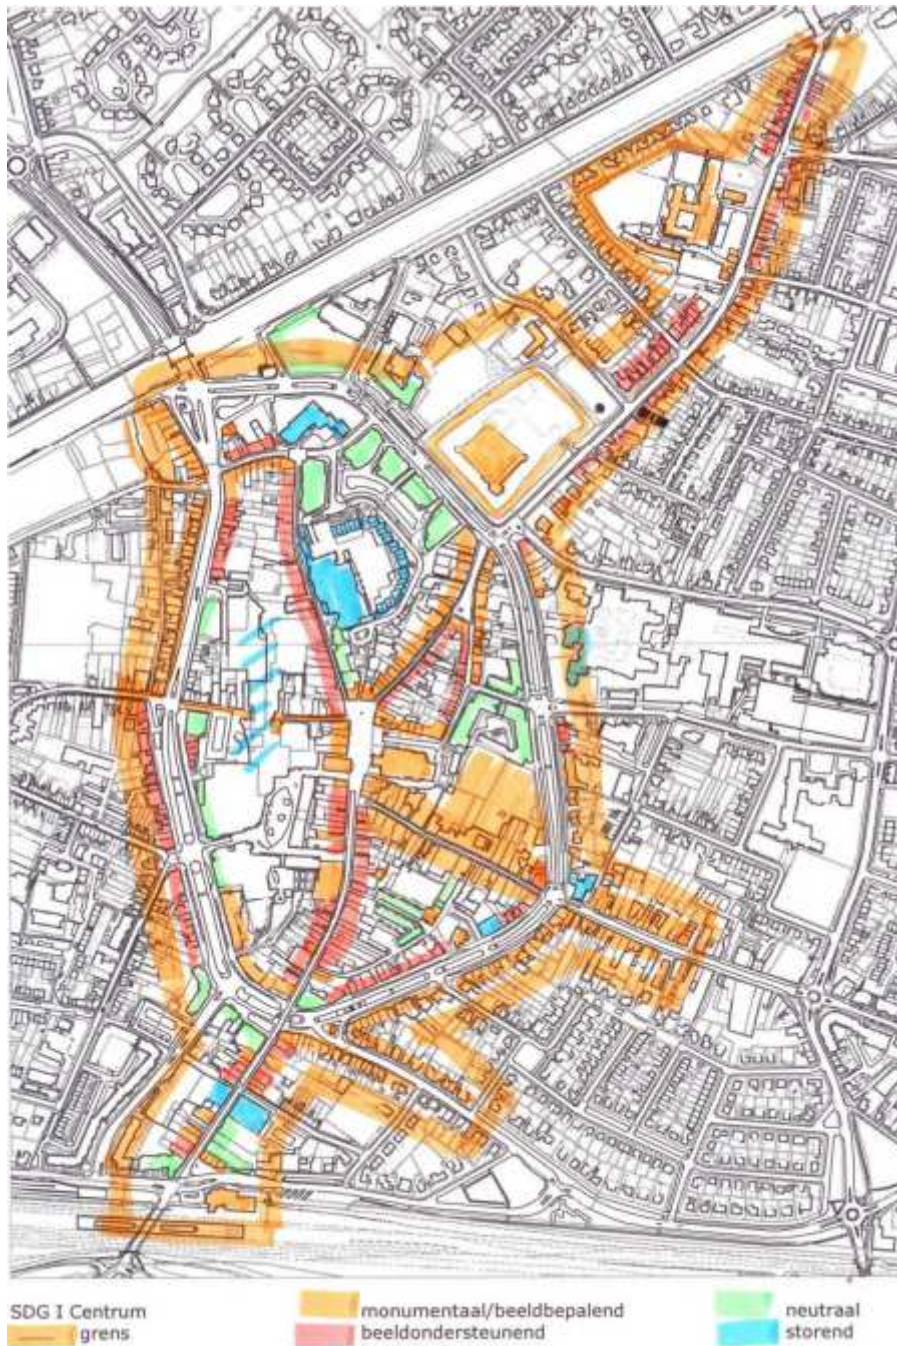 SDG I Centrum
grens
monumentaal/beeldbepalend
beeldondersteunend
neutraal
storend